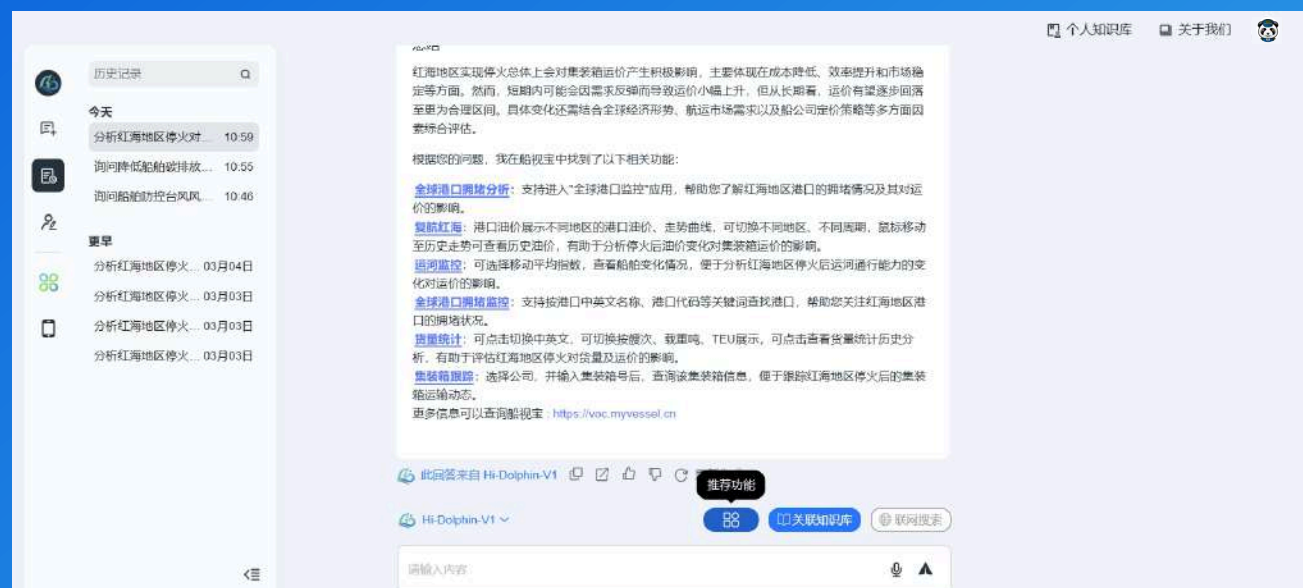 个人知识库
关于我们
历史记录
今天
分析红海地区停火对... 10:59
询问降低船舶碳排放... 10:55
询问船舶防控台风风... 10:46
更早
分析红海地区停火... 03月04日
分析红海地区停火... 03月03日
分析红海地区停火... 03月03日
分析红海地区停火... 03月03日
总结
红海地区实现停火总体上会对集装箱运价产生积极影响，主要体现在成本降低、效率提升和市场稳
定等方面。然而，短期内可能会因需求反弹而导致运价小幅上升，但从长期看，运价有望逐步回落
至更为合理区间。具体变化还需结合全球经济形势、航运市场需求以及船公司定价策略等多方面因
素综合评估。
根据您的问题，我在船视宝中找到了以下相关功能：
全球港口拥堵分析：支持进入"全球港口监控"应用，帮助您了解红海地区港口的拥堵情况及其对运
价的影响。
复航红海：港口油价展示不同地区的港口油价、走势曲线，可切换不同地区、不同周期，鼠标移动
至历史走势可查看历史油价，有助于分析停火后油价变化对集装箱运价的影响。
运河监控：可选择移动平均指数，查看船舶变化情况，便于分析红海地区停火后运河通行能力的变
化对运价的影响。
全球港口拥堵监控：支持按港口中英文名称、港口代码等关键词查找港口，帮助您关注红海地区港
口的拥堵状况。
货量统计：可点击切换中英文，可切换按艘次、载重吨、TEU展示，可点击查看货量统计历史分
析，有助于评估红海地区停火对货量及运价的影响。
集装箱跟踪：选择公司，并输入集装箱号后，查询该集装箱信息，便于跟踪红海地区停火后的集装
箱运输动态。
更多信息可以查询船视宝：https://voc.myvessel.cn
此回答来自 Hi-Dolphin-V1
推荐功能
Hi-Dolphin-V1
关联知识库
联网搜索
请输入内容